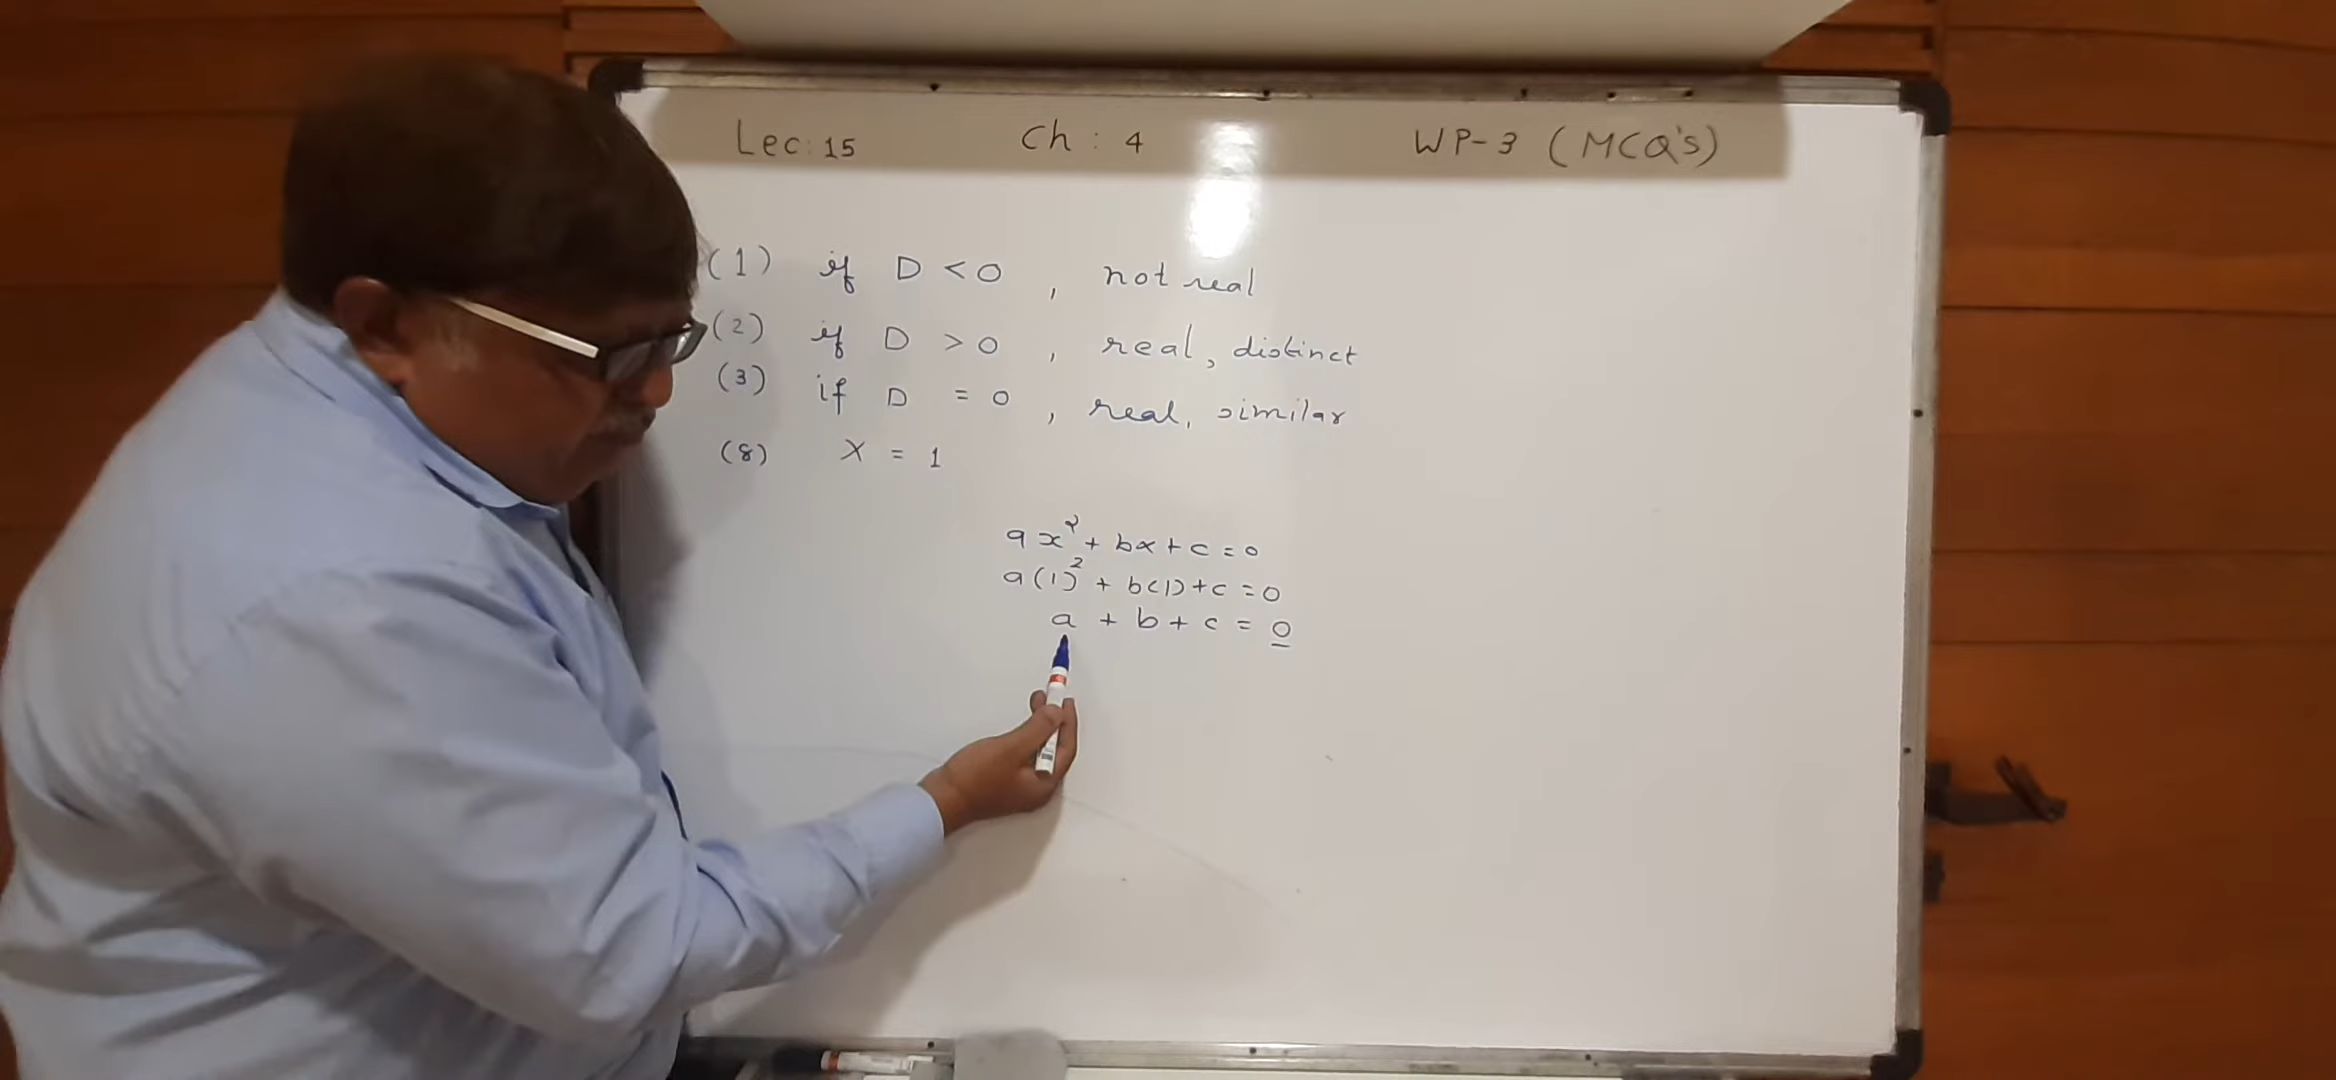 Lec: 15 Ch : 4 WP-3 (MCQ's)
(1) if D < 0 , not real
(2) if D > 0 , real, distinct
(3) if D = 0 , real, similar
(8) X = 1
ax² + bx + c = 0
a(1)² + b(1) + c = 0
a + b + c = 0